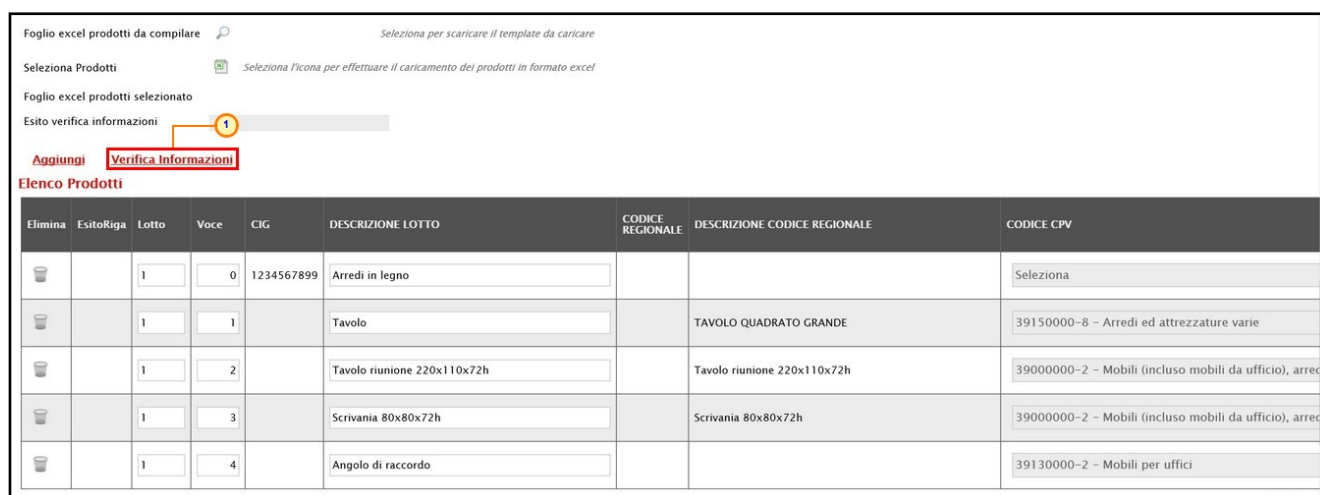 Foglio excel prodotti da compilare Seleziona per scaricare il template da caricare
Seleziona Prodotti Seleziona l'icona per effettuare il caricamento dei prodotti in formato excel
Foglio excel prodotti selezionato
Esito verifica informazioni
1
Aggiungi Verifica Informazioni
Elenco Prodotti
Elimina EsitoRiga Lotto Voce CIG DESCRIZIONE LOTTO CODICE REGIONALE DESCRIZIONE CODICE REGIONALE CODICE CPV
1 0 1234567899 Arredi in legno Seleziona
1 1 Tavolo TAVOLO QUADRATO GRANDE 39150000-8 - Arredi ed attrezzature varie
1 2 Tavolo riunione 220x110x72h Tavolo riunione 220x110x72h 39000000-2 - Mobili (incluso mobili da ufficio), arred
1 3 Scrivania 80x80x72h Scrivania 80x80x72h 39000000-2 - Mobili (incluso mobili da ufficio), arred
1 4 Angolo di raccordo 39130000-2 - Mobili per uffici